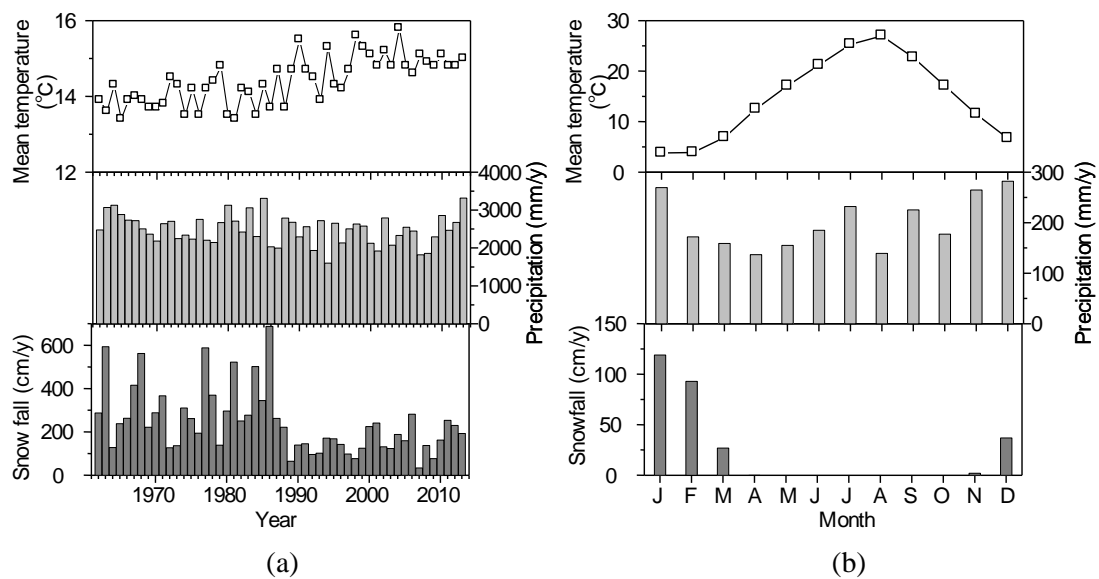 16
14
12
Mean temperature
(°C)
4000
3000
2000
1000
0
Precipitation (mm/y)
600
400
200
0
Snow fall (cm/y)
1970 1980 1990 2000 2010
Year
(a)
30
20
10
0
Mean temperature
(°C)
300
200
100
0
Precipitation (mm/y)
150
100
50
0
Snowfall (cm/y)
J F M A M J J A S O N D
Month
(b)